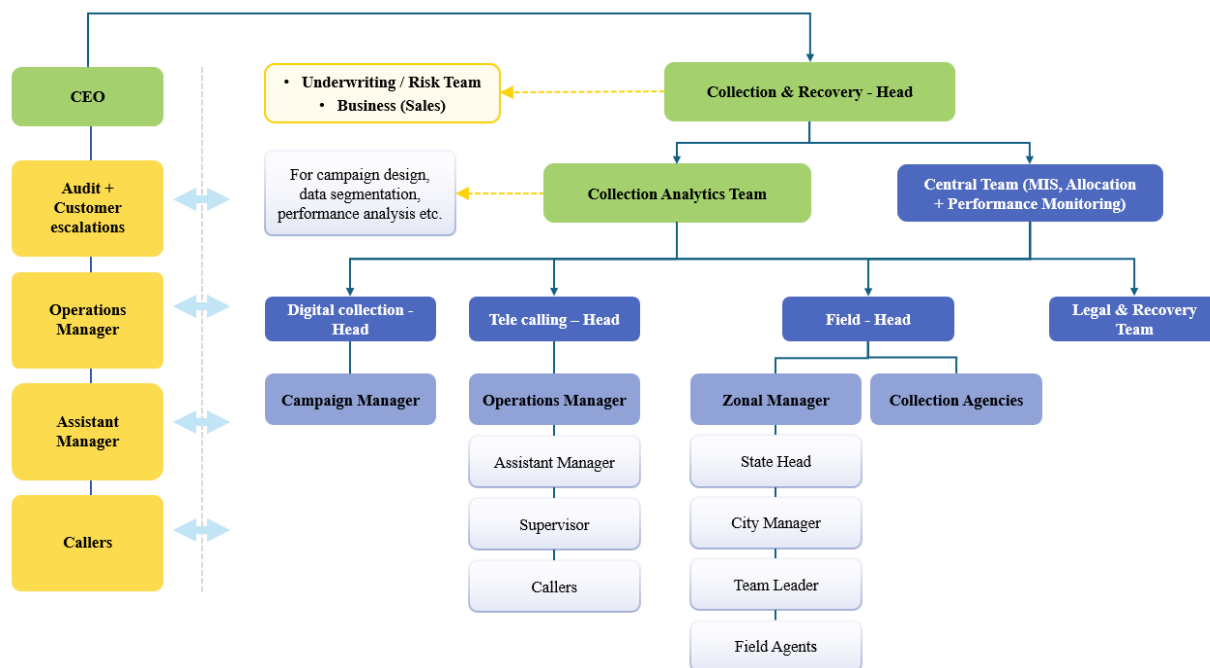 CEO
• Underwriting / Risk Team
• Business (Sales)
Collection & Recovery - Head
Audit +
Customer
escalations
For campaign design,
data segmentation,
performance analysis etc.
Collection Analytics Team
Central Team (MIS, Allocation
+ Performance Monitoring)
Operations
Manager
Digital collection -
Head
Tele calling – Head
Field - Head
Legal & Recovery
Team
Assistant
Manager
Campaign Manager
Operations Manager
Zonal Manager
Collection Agencies
Assistant Manager
State Head
Callers
Supervisor
City Manager
Callers
Team Leader
Field Agents